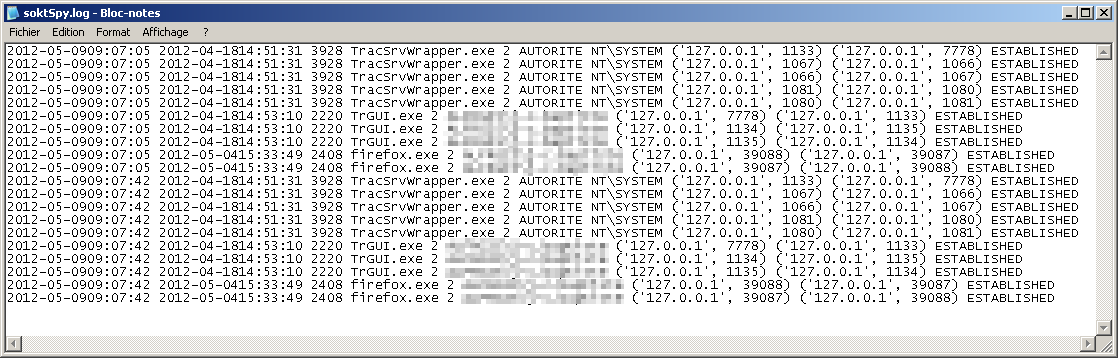 soktSpy.log - Bloc-notes
Fichier Edition Format Affichage ?
2012-05-0909:07:05 2012-04-1814:51:31 3928 TracSrvWrapper.exe 2 AUTORITE NT\SYSTEM ('127.0.0.1', 1133) ('127.0.0.1', 7778) ESTABLISHED
2012-05-0909:07:05 2012-04-1814:51:31 3928 TracSrvWrapper.exe 2 AUTORITE NT\SYSTEM ('127.0.0.1', 1067) ('127.0.0.1', 1066) ESTABLISHED
2012-05-0909:07:05 2012-04-1814:51:31 3928 TracSrvWrapper.exe 2 AUTORITE NT\SYSTEM ('127.0.0.1', 1066) ('127.0.0.1', 1067) ESTABLISHED
2012-05-0909:07:05 2012-04-1814:51:31 3928 TracSrvWrapper.exe 2 AUTORITE NT\SYSTEM ('127.0.0.1', 1081) ('127.0.0.1', 1080) ESTABLISHED
2012-05-0909:07:05 2012-04-1814:51:31 3928 TracSrvWrapper.exe 2 AUTORITE NT\SYSTEM ('127.0.0.1', 1080) ('127.0.0.1', 1081) ESTABLISHED
2012-05-0909:07:05 2012-04-1814:53:10 2220 TrGUI.exe 2 ('127.0.0.1', 7778) ('127.0.0.1', 1133) ESTABLISHED
2012-05-0909:07:05 2012-04-1814:53:10 2220 TrGUI.exe 2 ('127.0.0.1', 1134) ('127.0.0.1', 1135) ESTABLISHED
2012-05-0909:07:05 2012-04-1814:53:10 2220 TrGUI.exe 2 ('127.0.0.1', 1135) ('127.0.0.1', 1134) ESTABLISHED
2012-05-0909:07:05 2012-05-0415:33:49 2408 firefox.exe 2 ('127.0.0.1', 39088) ('127.0.0.1', 39087) ESTABLISHED
2012-05-0909:07:05 2012-05-0415:33:49 2408 firefox.exe 2 ('127.0.0.1', 39087) ('127.0.0.1', 39088) ESTABLISHED
2012-05-0909:07:42 2012-04-1814:51:31 3928 TracSrvWrapper.exe 2 AUTORITE NT\SYSTEM ('127.0.0.1', 1133) ('127.0.0.1', 7778) ESTABLISHED
2012-05-0909:07:42 2012-04-1814:51:31 3928 TracSrvWrapper.exe 2 AUTORITE NT\SYSTEM ('127.0.0.1', 1067) ('127.0.0.1', 1066) ESTABLISHED
2012-05-0909:07:42 2012-04-1814:51:31 3928 TracSrvWrapper.exe 2 AUTORITE NT\SYSTEM ('127.0.0.1', 1066) ('127.0.0.1', 1067) ESTABLISHED
2012-05-0909:07:42 2012-04-1814:51:31 3928 TracSrvWrapper.exe 2 AUTORITE NT\SYSTEM ('127.0.0.1', 1081) ('127.0.0.1', 1080) ESTABLISHED
2012-05-0909:07:42 2012-04-1814:51:31 3928 TracSrvWrapper.exe 2 AUTORITE NT\SYSTEM ('127.0.0.1', 1080) ('127.0.0.1', 1081) ESTABLISHED
2012-05-0909:07:42 2012-04-1814:53:10 2220 TrGUI.exe 2 ('127.0.0.1', 7778) ('127.0.0.1', 1133) ESTABLISHED
2012-05-0909:07:42 2012-04-1814:53:10 2220 TrGUI.exe 2 ('127.0.0.1', 1134) ('127.0.0.1', 1135) ESTABLISHED
2012-05-0909:07:42 2012-04-1814:53:10 2220 TrGUI.exe 2 ('127.0.0.1', 1135) ('127.0.0.1', 1134) ESTABLISHED
2012-05-0909:07:42 2012-05-0415:33:49 2408 firefox.exe 2 ('127.0.0.1', 39088) ('127.0.0.1', 39087) ESTABLISHED
2012-05-0909:07:42 2012-05-0415:33:49 2408 firefox.exe 2 ('127.0.0.1', 39087) ('127.0.0.1', 39088) ESTABLISHED